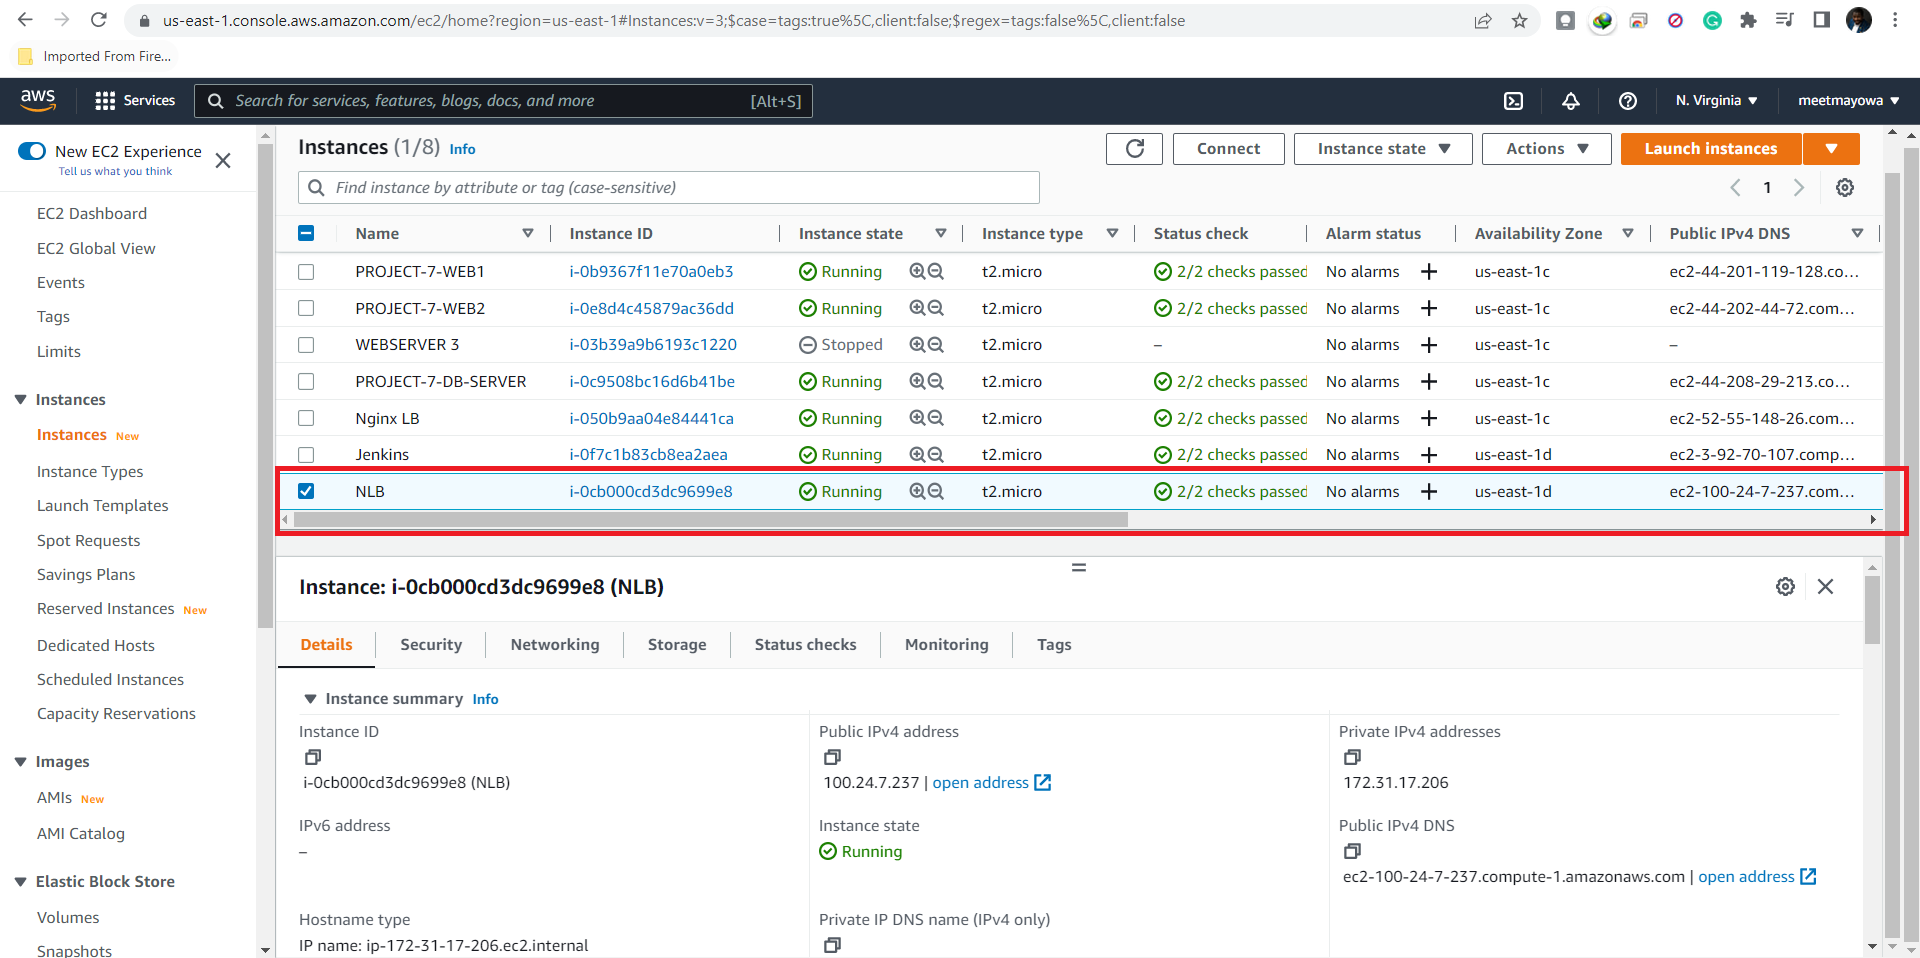 us-east-1.console.aws.amazon.com/ec2/home?region=us-east-1#Instances:v=3;$case=tags:true%5C,client:false;$regex=tags:false%5C,client:false
Imported From Fire...
aws
Services
Search for services, features, blogs, docs, and more
[Alt+S]
N. Virginia
meetmayowa
New EC2 Experience
Tell us what you think
EC2 Dashboard
EC2 Global View
Events
Tags
Limits
Instances
Instances New
Instance Types
Launch Templates
Spot Requests
Savings Plans
Reserved Instances New
Dedicated Hosts
Scheduled Instances
Capacity Reservations
Images
AMIs New
AMI Catalog
Elastic Block Store
Volumes
Snapshots
Instances (1/8) Info
Connect
Instance state
Actions
Launch instances
Find instance by attribute or tag (case-sensitive)
1
Name Instance ID Instance state Instance type Status check Alarm status Availability Zone Public IPv4 DNS
PROJECT-7-WEB1 i-0b9367f11e70a0eb3 Running t2.micro 2/2 checks passed No alarms + us-east-1c ec2-44-201-119-128.co...
PROJECT-7-WEB2 i-0e8d4c45879ac36dd Running t2.micro 2/2 checks passed No alarms + us-east-1c ec2-44-202-44-72.com...
WEBSERVER 3 i-03b39a9b6193c1220 Stopped t2.micro – No alarms + us-east-1c –
PROJECT-7-DB-SERVER i-0c9508bc16d6b41be Running t2.micro 2/2 checks passed No alarms + us-east-1c ec2-44-208-29-213.co...
Nginx LB i-050b9aa04e84441ca Running t2.micro 2/2 checks passed No alarms + us-east-1c ec2-52-55-148-26.com...
Jenkins i-0f7c1b83cb8ea2aea Running t2.micro 2/2 checks passed No alarms + us-east-1d ec2-3-92-70-107.comp...
NLB i-0cb000cd3dc9699e8 Running t2.micro 2/2 checks passed No alarms + us-east-1d ec2-100-24-7-237.com...
Instance: i-0cb000cd3dc9699e8 (NLB)
Details Security Networking Storage Status checks Monitoring Tags
Instance summary Info
Instance ID
i-0cb000cd3dc9699e8 (NLB)
Public IPv4 address
100.24.7.237 | open address
Private IPv4 addresses
172.31.17.206
IPv6 address
–
Instance state
Running
Public IPv4 DNS
ec2-100-24-7-237.compute-1.amazonaws.com | open address
Hostname type
IP name: ip-172-31-17-206.ec2.internal
Private IP DNS name (IPv4 only)